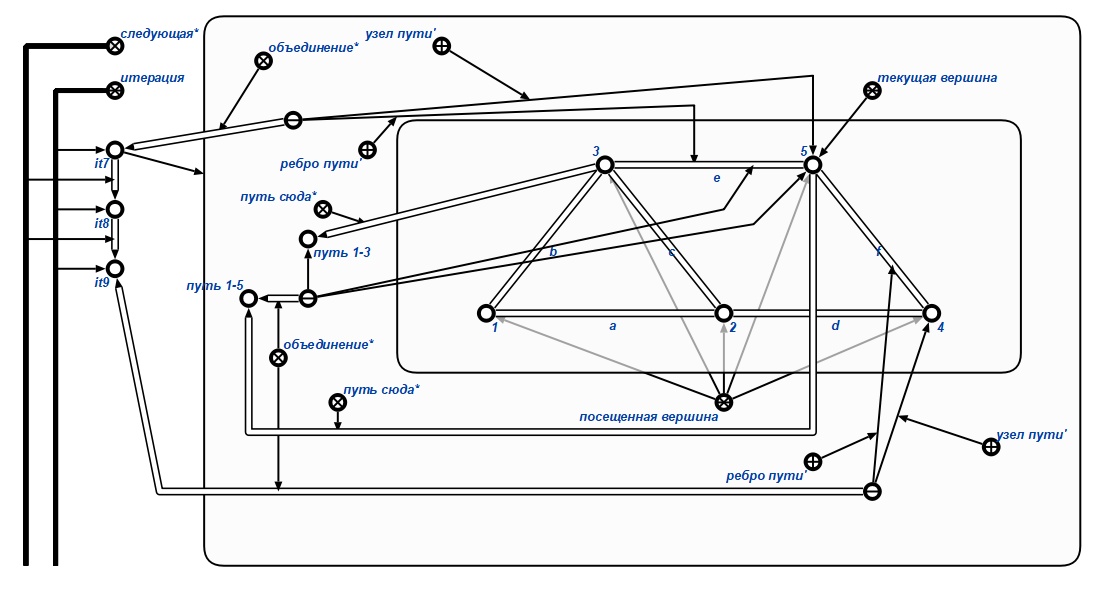 следующая*
узел пути'
объединение*
итерация
текущая вершина
ребро пути'
it7
3
5
e
путь сюда*
it8
путь 1-3
b
c
f
it9
путь 1-5
1
a
2
d
4
объединение*
путь сюда*
посещенная вершина
узел пути'
ребро пути'